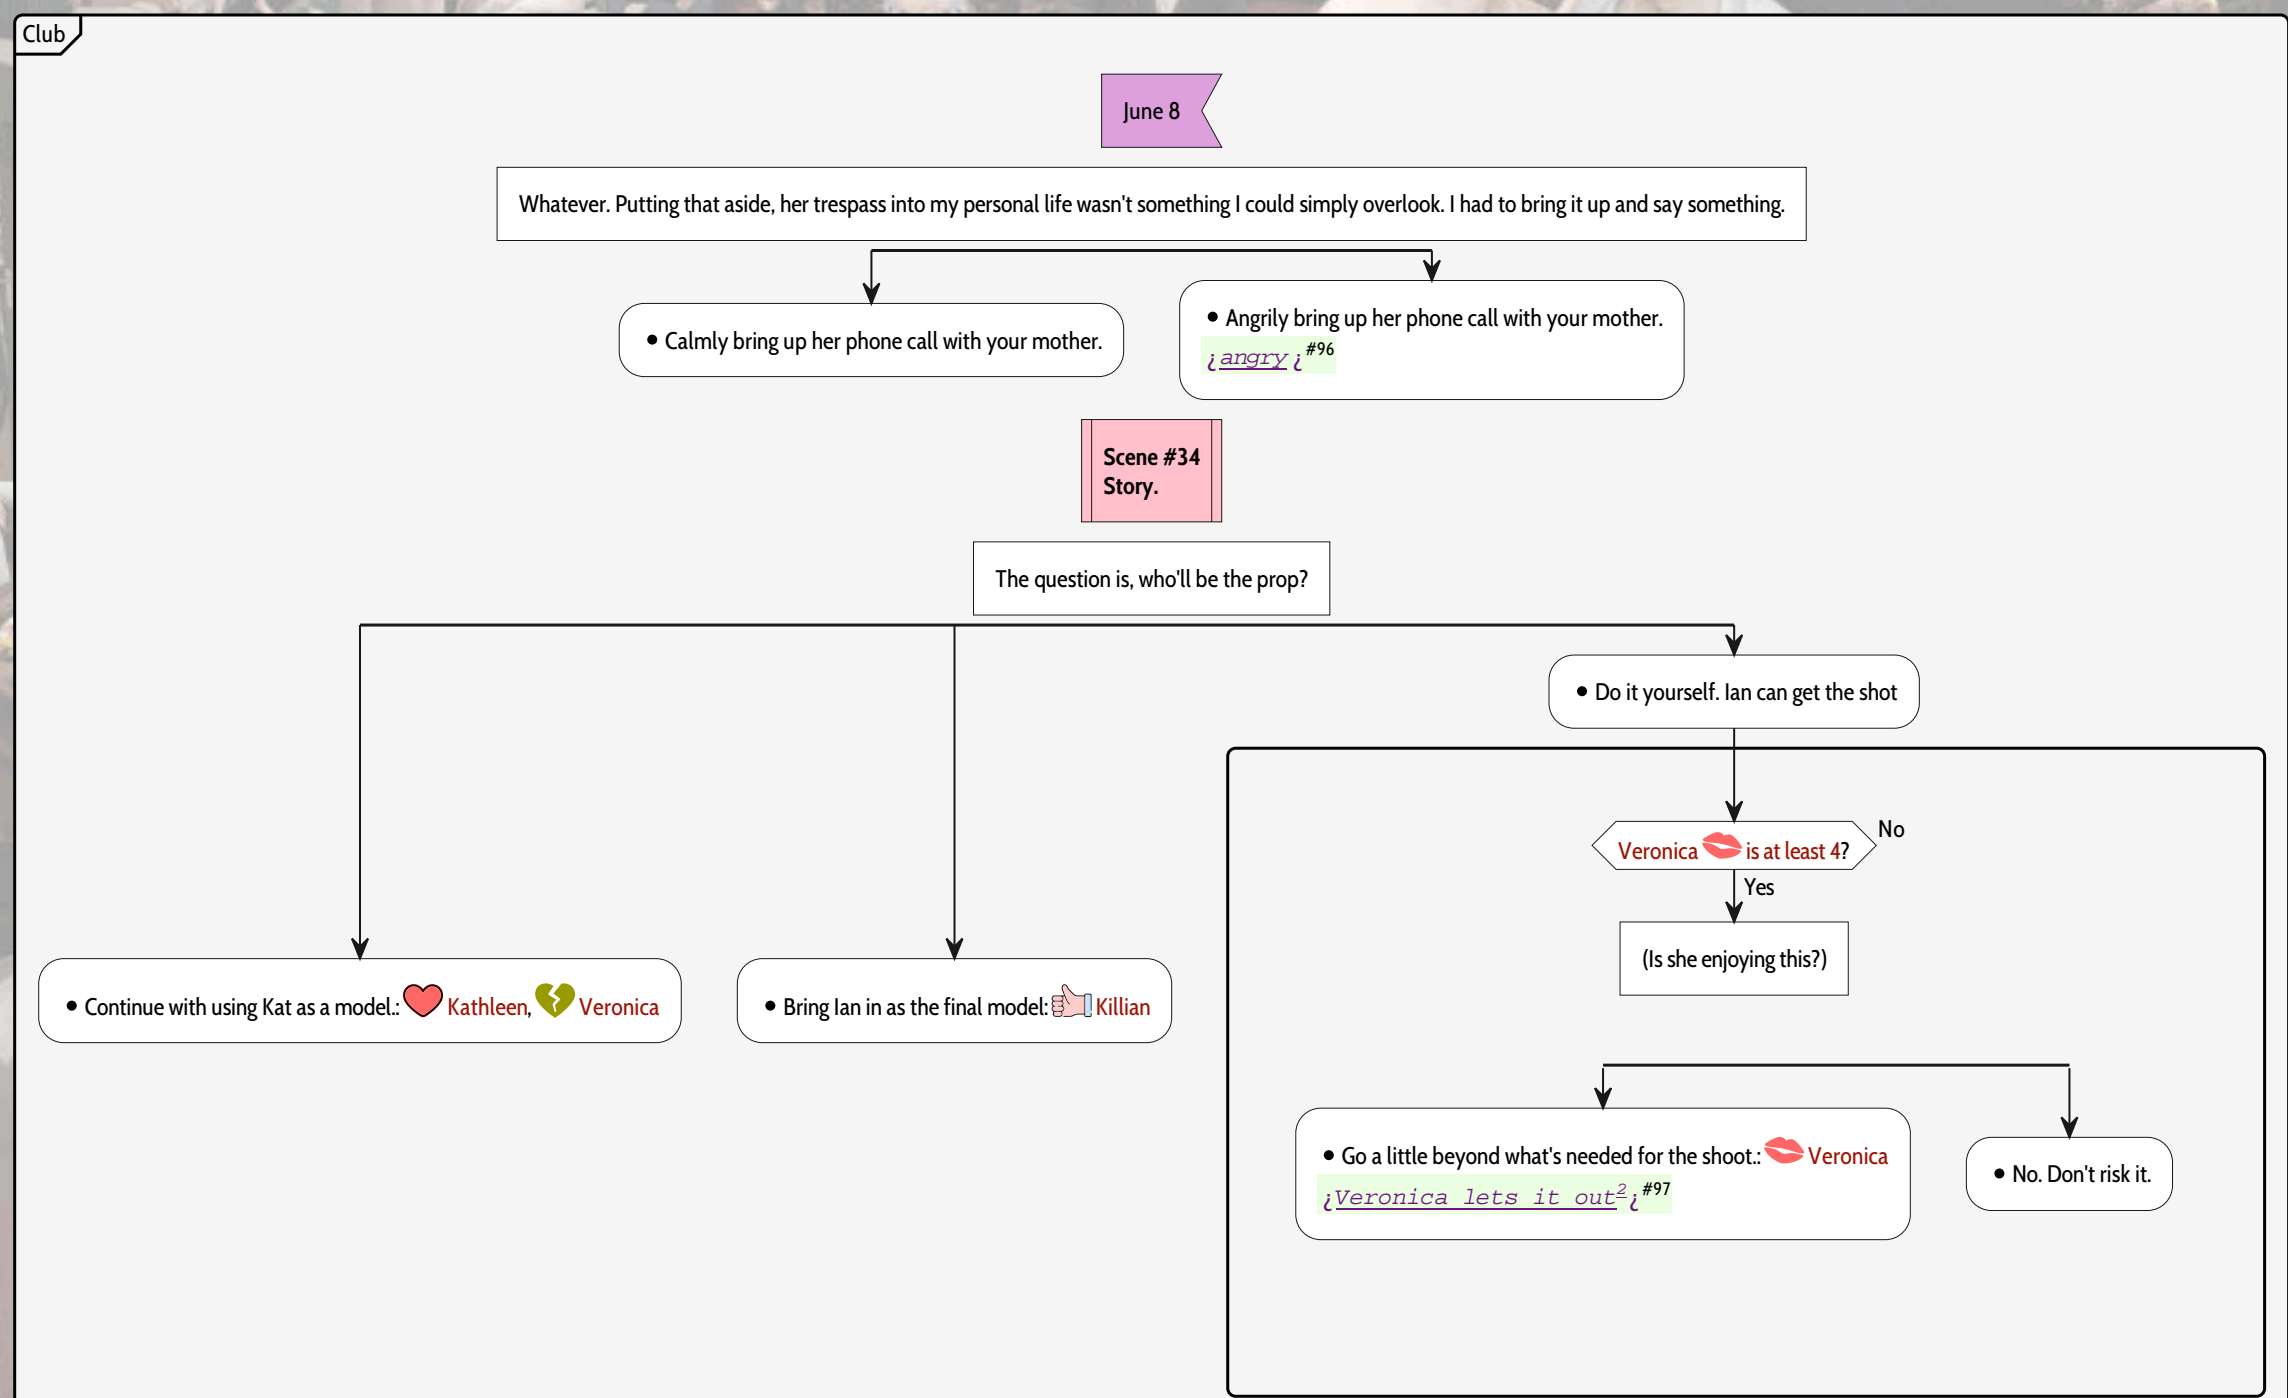 Club
June 8
Whatever. Putting that aside, her trespass into my personal life wasn't something I could simply overlook. I had to bring it up and say something.
• Calmly bring up her phone call with your mother.
• Angrily bring up her phone call with your mother.
¿angry¿#96
Scene #34
Story.
The question is, who'll be the prop?
• Do it yourself. Ian can get the shot
Veronica is at least 4?
No
Yes
(Is she enjoying this?)
• Continue with using Kat as a model.: Kathleen, Veronica
• Bring Ian in as the final model: Killian
• Go a little beyond what's needed for the shoot.: Veronica
¿Veronica lets it out2¿#97
• No. Don't risk it.